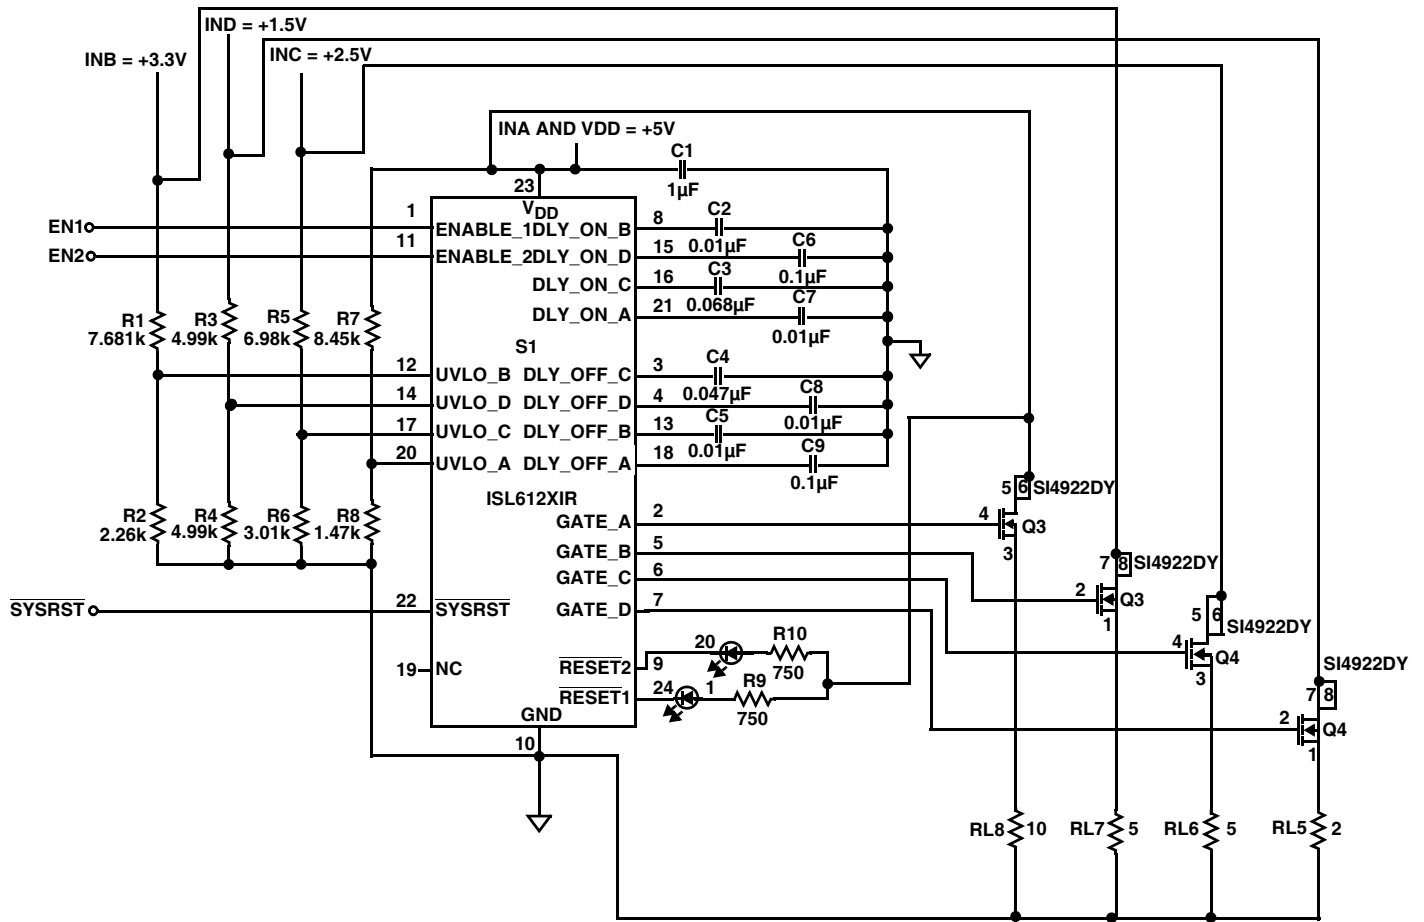 IND = +1.5V
INB = +3.3V
INC = +2.5V
INA AND VDD = +5V
C1
1µF
23
VDD
EN1
1
ENABLE_1
DLY_ON_B
8
C2
0.01µF
EN2
11
ENABLE_2
DLY_ON_D
15
C6
0.1µF
DLY_ON_C
16
C3
0.068µF
DLY_ON_A
21
C7
0.01µF
R1
7.681k
R3
4.99k
R5
6.98k
R7
8.45k
S1
12
UVLO_B
DLY_OFF_C
3
C4
0.047µF
14
UVLO_D
DLY_OFF_D
4
C8
0.01µF
17
UVLO_C
DLY_OFF_B
13
C5
0.01µF
20
UVLO_A
DLY_OFF_A
18
C9
0.1µF
ISL612XIR
R2
2.26k
R4
4.99k
R6
3.01k
R8
1.47k
GATE_A
2
GATE_B
5
GATE_C
6
GATE_D
7
SYSRST
22
SYSRST
19
NC
RESET2
9
20
R10
750
RESET1
24
1
R9
750
GND
10
5
6
SI4922DY
4
Q3
3
7
8
SI4922DY
2
Q3
1
5
6
SI4922DY
4
Q4
3
SI4922DY
7
8
2
Q4
1
RL8
10
RL7
5
RL6
5
RL5
2